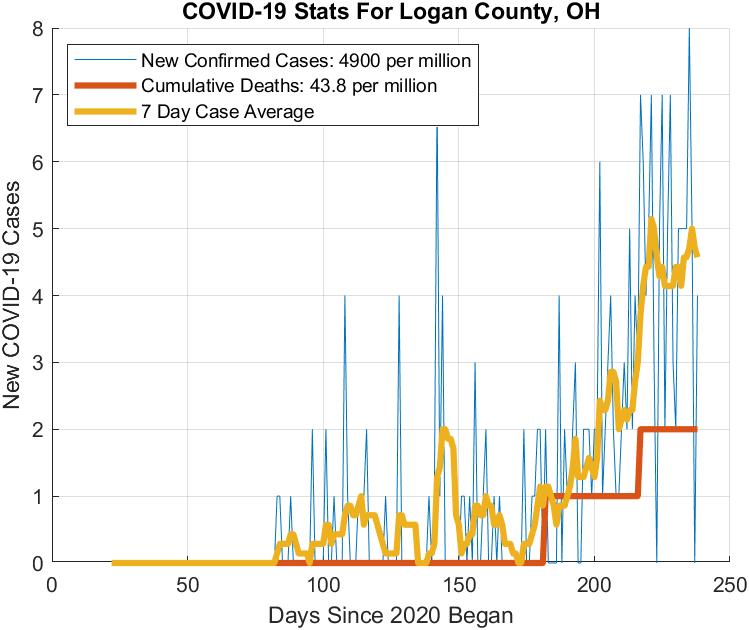 COVID-19 Stats For Logan County, OH
New Confirmed Cases: 4900 per million
Cumulative Deaths: 43.8 per million
7 Day Case Average
New COVID-19 Cases
8
7
6
5
4
3
2
1
0
0 50 100 150 200 250
Days Since 2020 Began